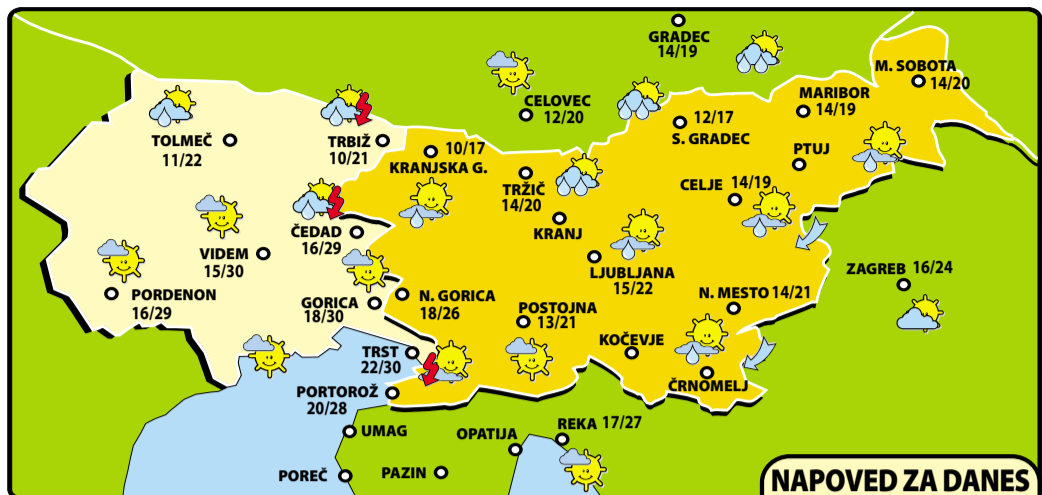 GRADEC
14/19
M. SOBOTA
14/20
MARIBOR
14/19
CELOVEC
12/20
12/17
S. GRADEC
TOLMEČ
11/22
TRBIŽ
10/21
10/17
KRANJSKA G.
PTUJ
TRŽIČ
14/20
CELJE 14/19
ČEDAD
16/29
KRANJ
VIDEM
15/30
LJUBLJANA
15/22
ZAGREB 16/24
PORDENON
16/29
GORICA
18/30
N. GORICA
18/26
N. MESTO 14/21
POSTOJNA
13/21
KOČEVJE
TRST
22/30
ČRNOMELJ
PORTOROŽ
20/28
UMAG
OPATIJA
REKA 17/27
POREČ
PAZIN
NAPOVED ZA DANES